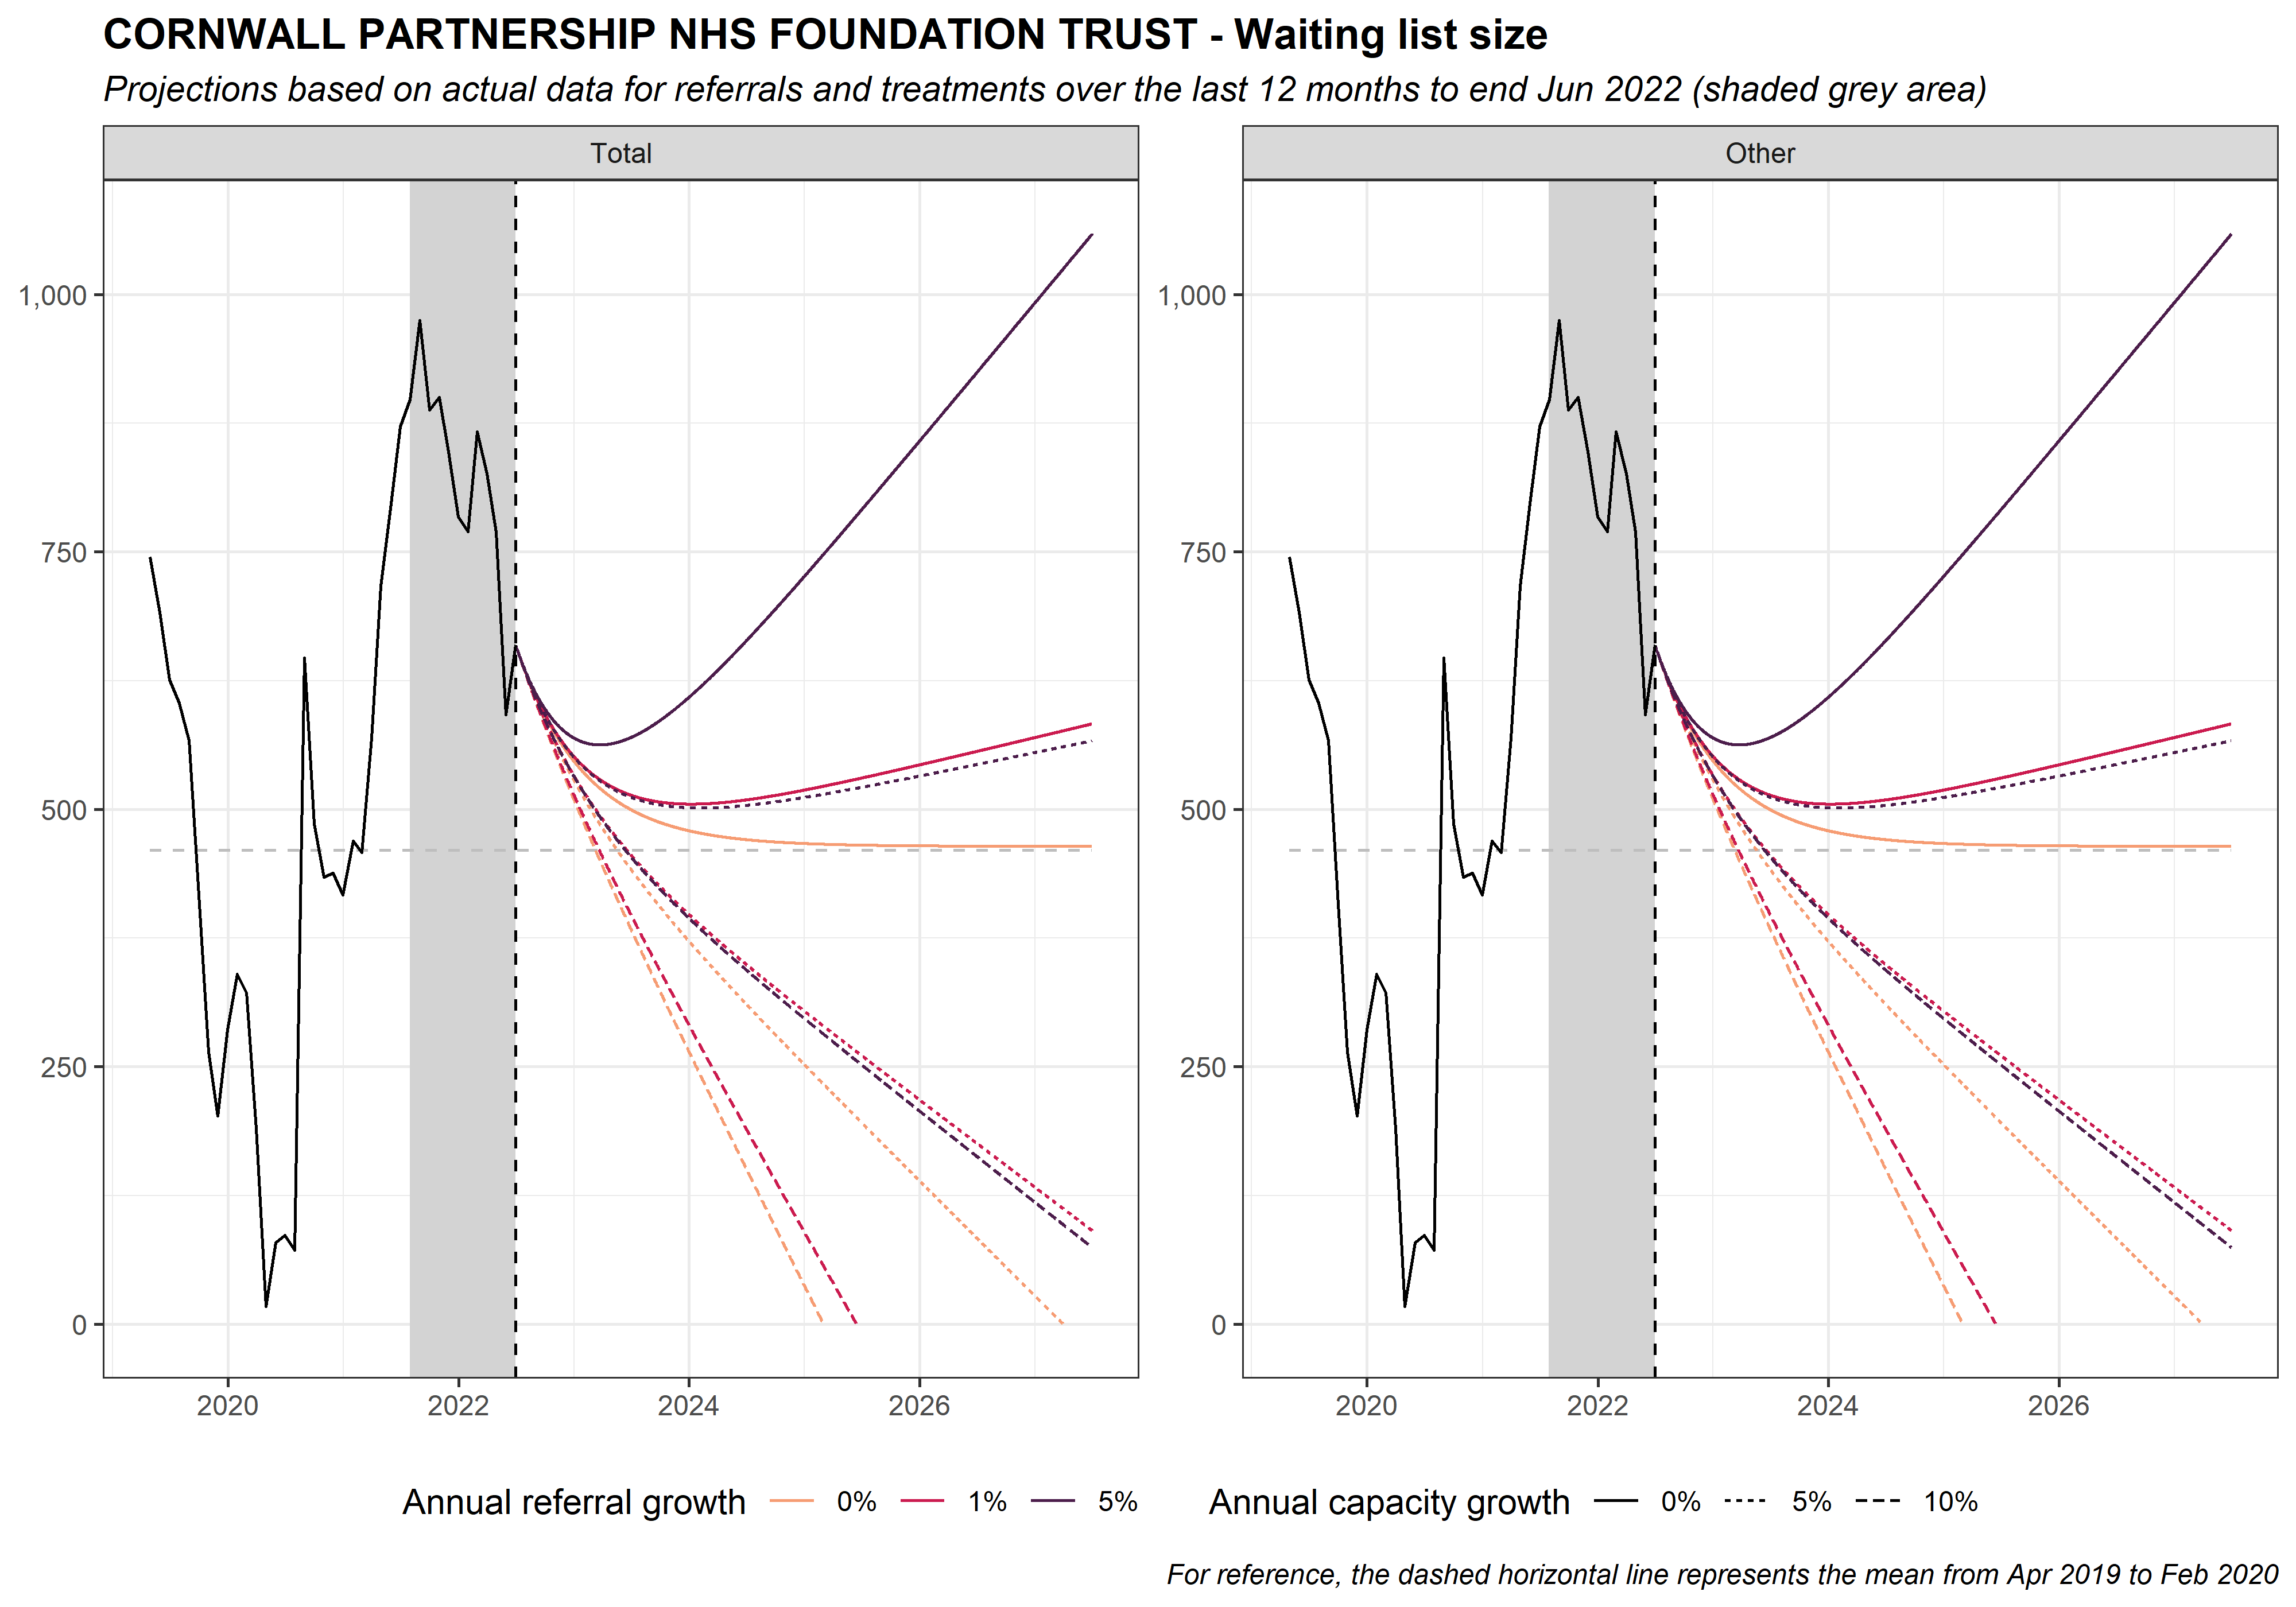 CORNWALL PARTNERSHIP NHS FOUNDATION TRUST - Waiting list size
Projections based on actual data for referrals and treatments over the last 12 months to end Jun 2022 (shaded grey area)
Total
Other
1,000
750
500
250
0
1,000
750
500
250
0
2020 2022 2024 2026
2020 2022 2024 2026
Annual referral growth 0% 1% 5%
Annual capacity growth 0% 5% 10%
For reference, the dashed horizontal line represents the mean from Apr 2019 to Feb 2020